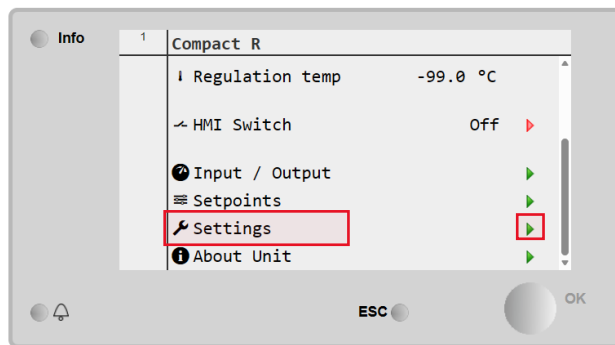 Info
1
Compact R
Regulation temp -99.0 °C
HMI Switch Off
Input / Output
Setpoints
Settings
About Unit
ESC
OK